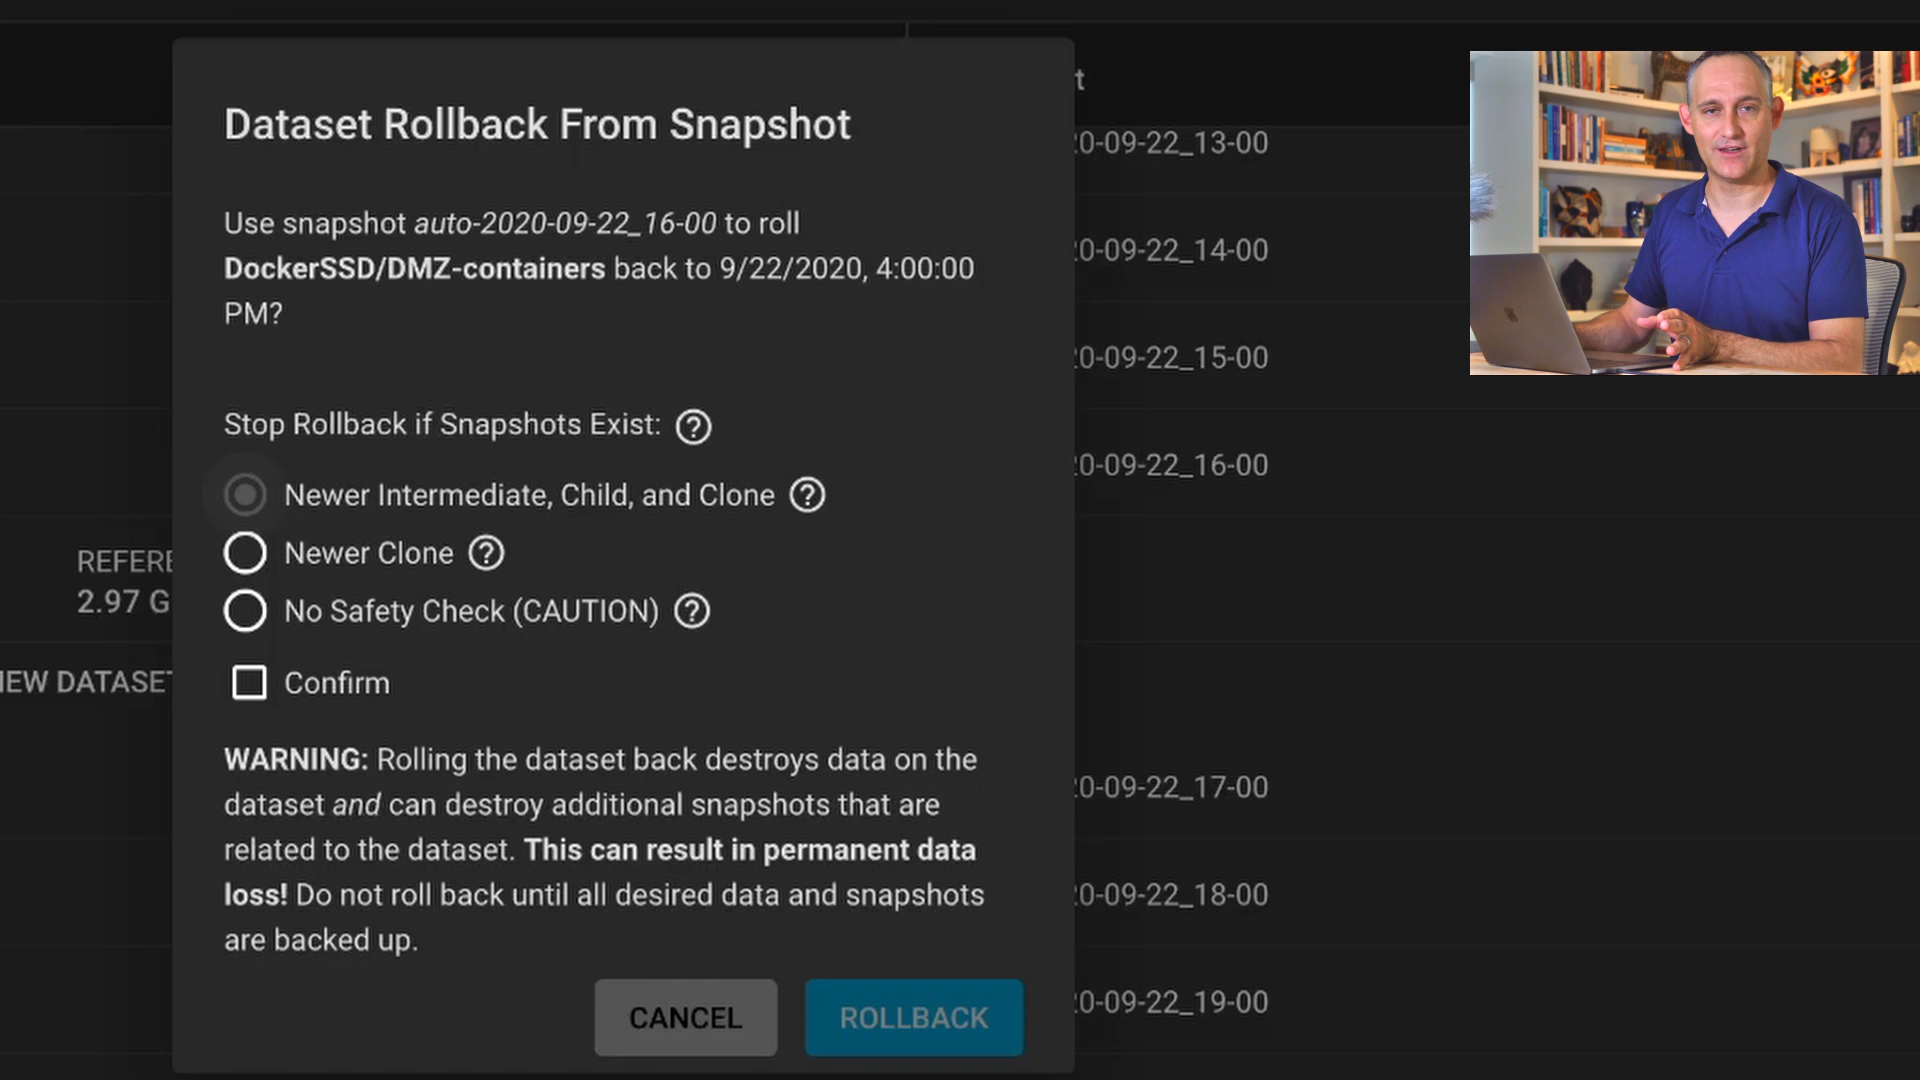 t
Dataset Rollback From Snapshot
0-09-22_13-00
Use snapshot auto-2020-09-22_16-00 to roll
DockerSSD/DMZ-containers back to 9/22/2020, 4:00:00
PM?
0-09-22_14-00
0-09-22_15-00
Stop Rollback if Snapshots Exist:
Newer Intermediate, Child, and Clone
0-09-22_16-00
Newer Clone
No Safety Check (CAUTION)
REFERE
2.97 G
IEW DATASET
Confirm
WARNING: Rolling the dataset back destroys data on the
dataset and can destroy additional snapshots that are
related to the dataset. This can result in permanent data
loss! Do not roll back until all desired data and snapshots
are backed up.
0-09-22_17-00
0-09-22_18-00
CANCEL
ROLLBACK
0-09-22_19-00